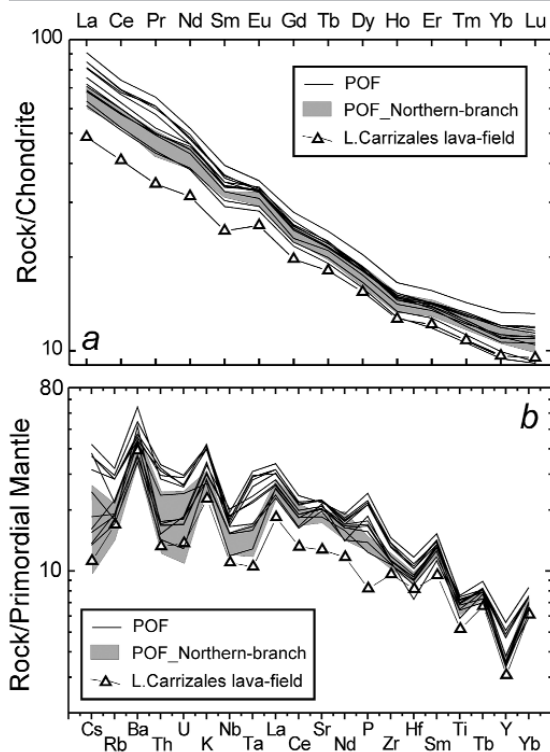 La Ce Pr Nd Sm Eu Gd Tb Dy Ho Er Tm Yb Lu
100
POF
POF_Northern-branch
L.Carrizales lava-field
Rock/Chondrite
a
10
80
b
Rock/Primordial Mantle
10
POF
POF_Northern-branch
L.Carrizales lava-field
Cs Ba U Nb La Sr P Hf Ti Y
Rb Th K Ta Ce Nd Zr Sm Tb Yb